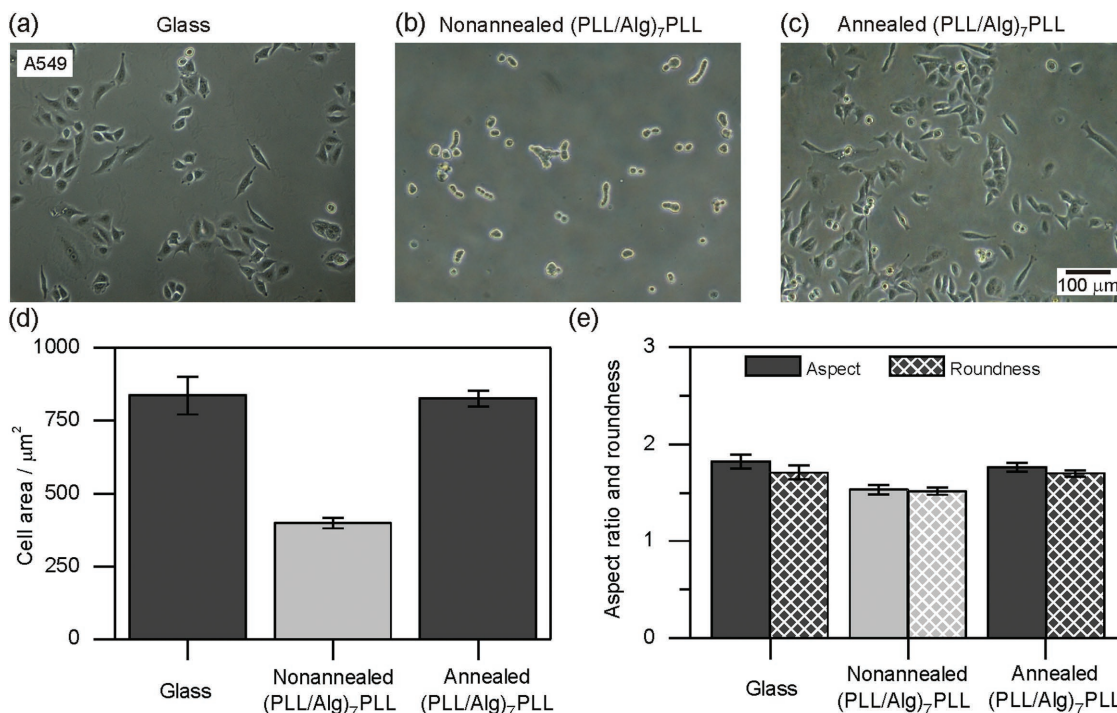 (a) Glass
(b) Nonannealed (PLL/Alg)₇PLL
(c) Annealed (PLL/Alg)₇PLL
A549
100 μm
(d)
(e)
Cell area / μm²
1000
750
500
250
0
Glass
Nonannealed
(PLL/Alg)₇PLL
Annealed
(PLL/Alg)₇PLL
Aspect ratio and roundness
3
2
1
0
Aspect
Roundness
Glass
Nonannealed
(PLL/Alg)₇PLL
Annealed
(PLL/Alg)₇PLL